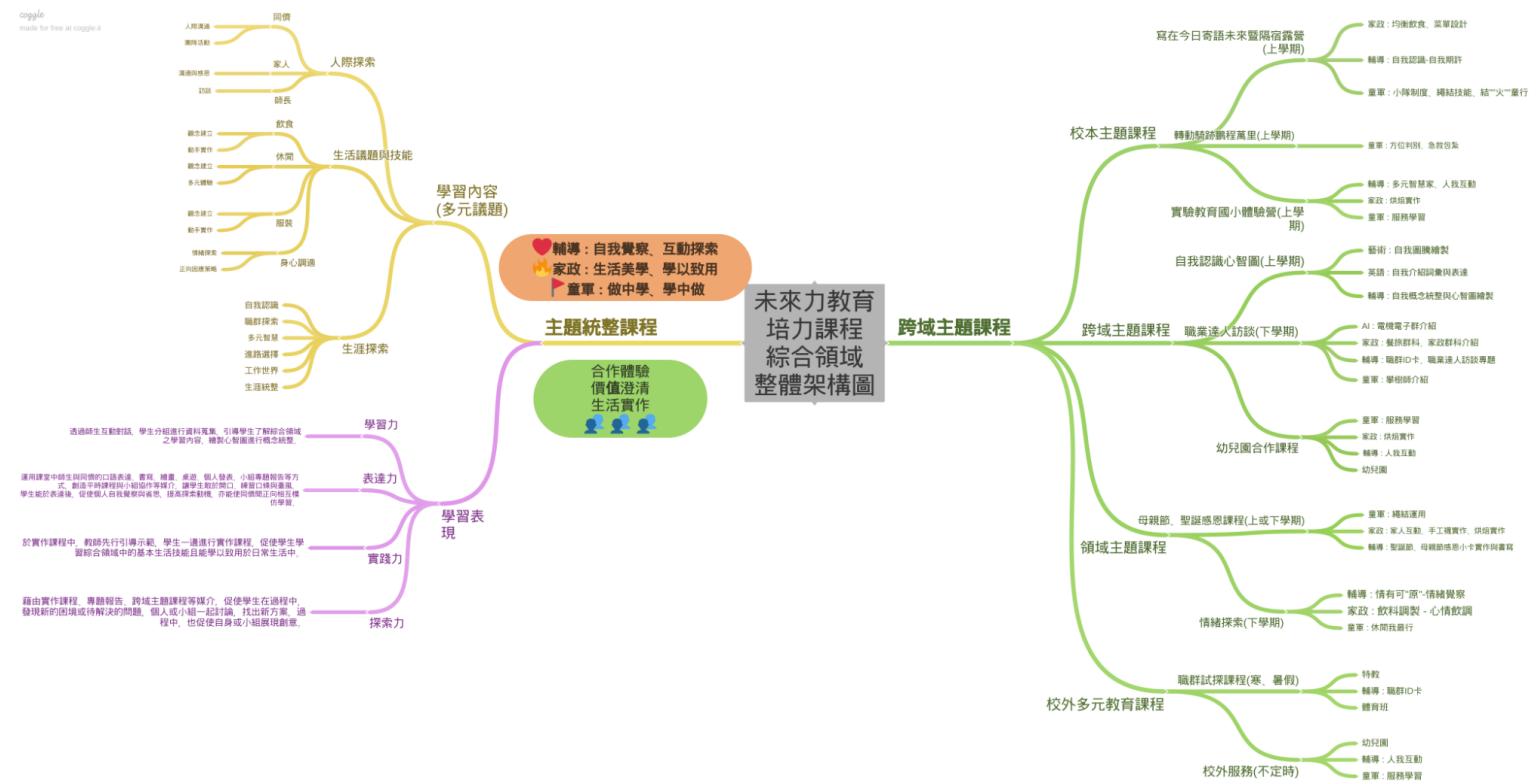 coggle
made for free at coggle.it
未來力教育
培力課程
綜合領域
整體架構圖
主題統整課程
❤️輔導：自我覺察、互動探索
🔥家政：生活美學、學以致用
🚩童軍：做中學、學中做
合作體驗
價值澄清
生活實作
👥 👥 👥
學習內容
(多元議題)
人際探索
同儕
人際溝通
團隊活動
家人
溝通與感恩
訪談
師長
生活議題與技能
飲食
觀念建立
動手實作
休閒
觀念建立
多元體驗
服裝
觀念建立
動手實作
身心調適
情緒探索
正向因應策略
生涯探索
自我認識
職群探索
多元智慧
進路選擇
工作世界
生涯統整
學習表
現
學習力
透過師生互動對話，學生分組進行資料蒐集，引導學生了解綜合領域
之學習內容，繪製心智圖進行概念統整。
表達力
運用課堂中師生與同儕的口語表達、書寫、繪畫、桌遊、個人發表、小組專題報告等方
式，創造平時課程與小組協作等媒介，讓學生敢於開口，練習口條與臺風。
學生能於表達後，促使個人自我覺察與省思，提高探索動機，亦能使同儕間正向相互模
仿學習。
實踐力
於實作課程中，教師先行引導示範，學生一邊進行實作課程，促使學生學
習綜合領域中的基本生活技能且能學以致用於日常生活中。
探索力
藉由實作課程、專題報告、跨域主題課程等媒介，促使學生在過程中，
發現新的困境或待解決的問題，個人或小組一起討論，找出新方案，過
程中，也促使自身或小組展現創意。
跨域主題課程
校本主題課程
寫在今日寄語未來暨隔宿露營
(上學期)
家政：均衡飲食、菜單設計
輔導：自我認識-自我期許
童軍：小隊制度、繩結技能、結""火""童行
轉動騎跡鵬程萬里(上學期)
童軍：方位判別、急救包紮
實驗教育國小體驗營(上學
期)
輔導：多元智慧家、人我互動
家政：烘焙實作
童軍：服務學習
跨域主題課程
自我認識心智圖(上學期)
藝術：自我圖騰繪製
英語：自我介紹詞彙與表達
輔導：自我概念統整與心智圖繪製
職業達人訪談(下學期)
AI：電機電子群介紹
家政：餐旅群科、家政群科介紹
輔導：職群ID卡、職業達人訪談專題
童軍：攀樹師介紹
幼兒園合作課程
童軍：服務學習
家政：烘焙實作
輔導：人我互動
幼兒園
領域主題課程
母親節、聖誕感恩課程(上或下學期)
童軍：繩結運用
家政：家人互動、手工襪實作、烘焙實作
輔導：聖誕節、母親節感恩小卡實作與書寫
情緒探索(下學期)
輔導：情有可"原"-情緒覺察
家政：飲料調製 - 心情飲調
童軍：休閒我最行
校外多元教育課程
職群試探課程(寒、暑假)
特教
輔導：職群ID卡
體育班
校外服務(不定時)
幼兒園
輔導：人我互動
童軍：服務學習